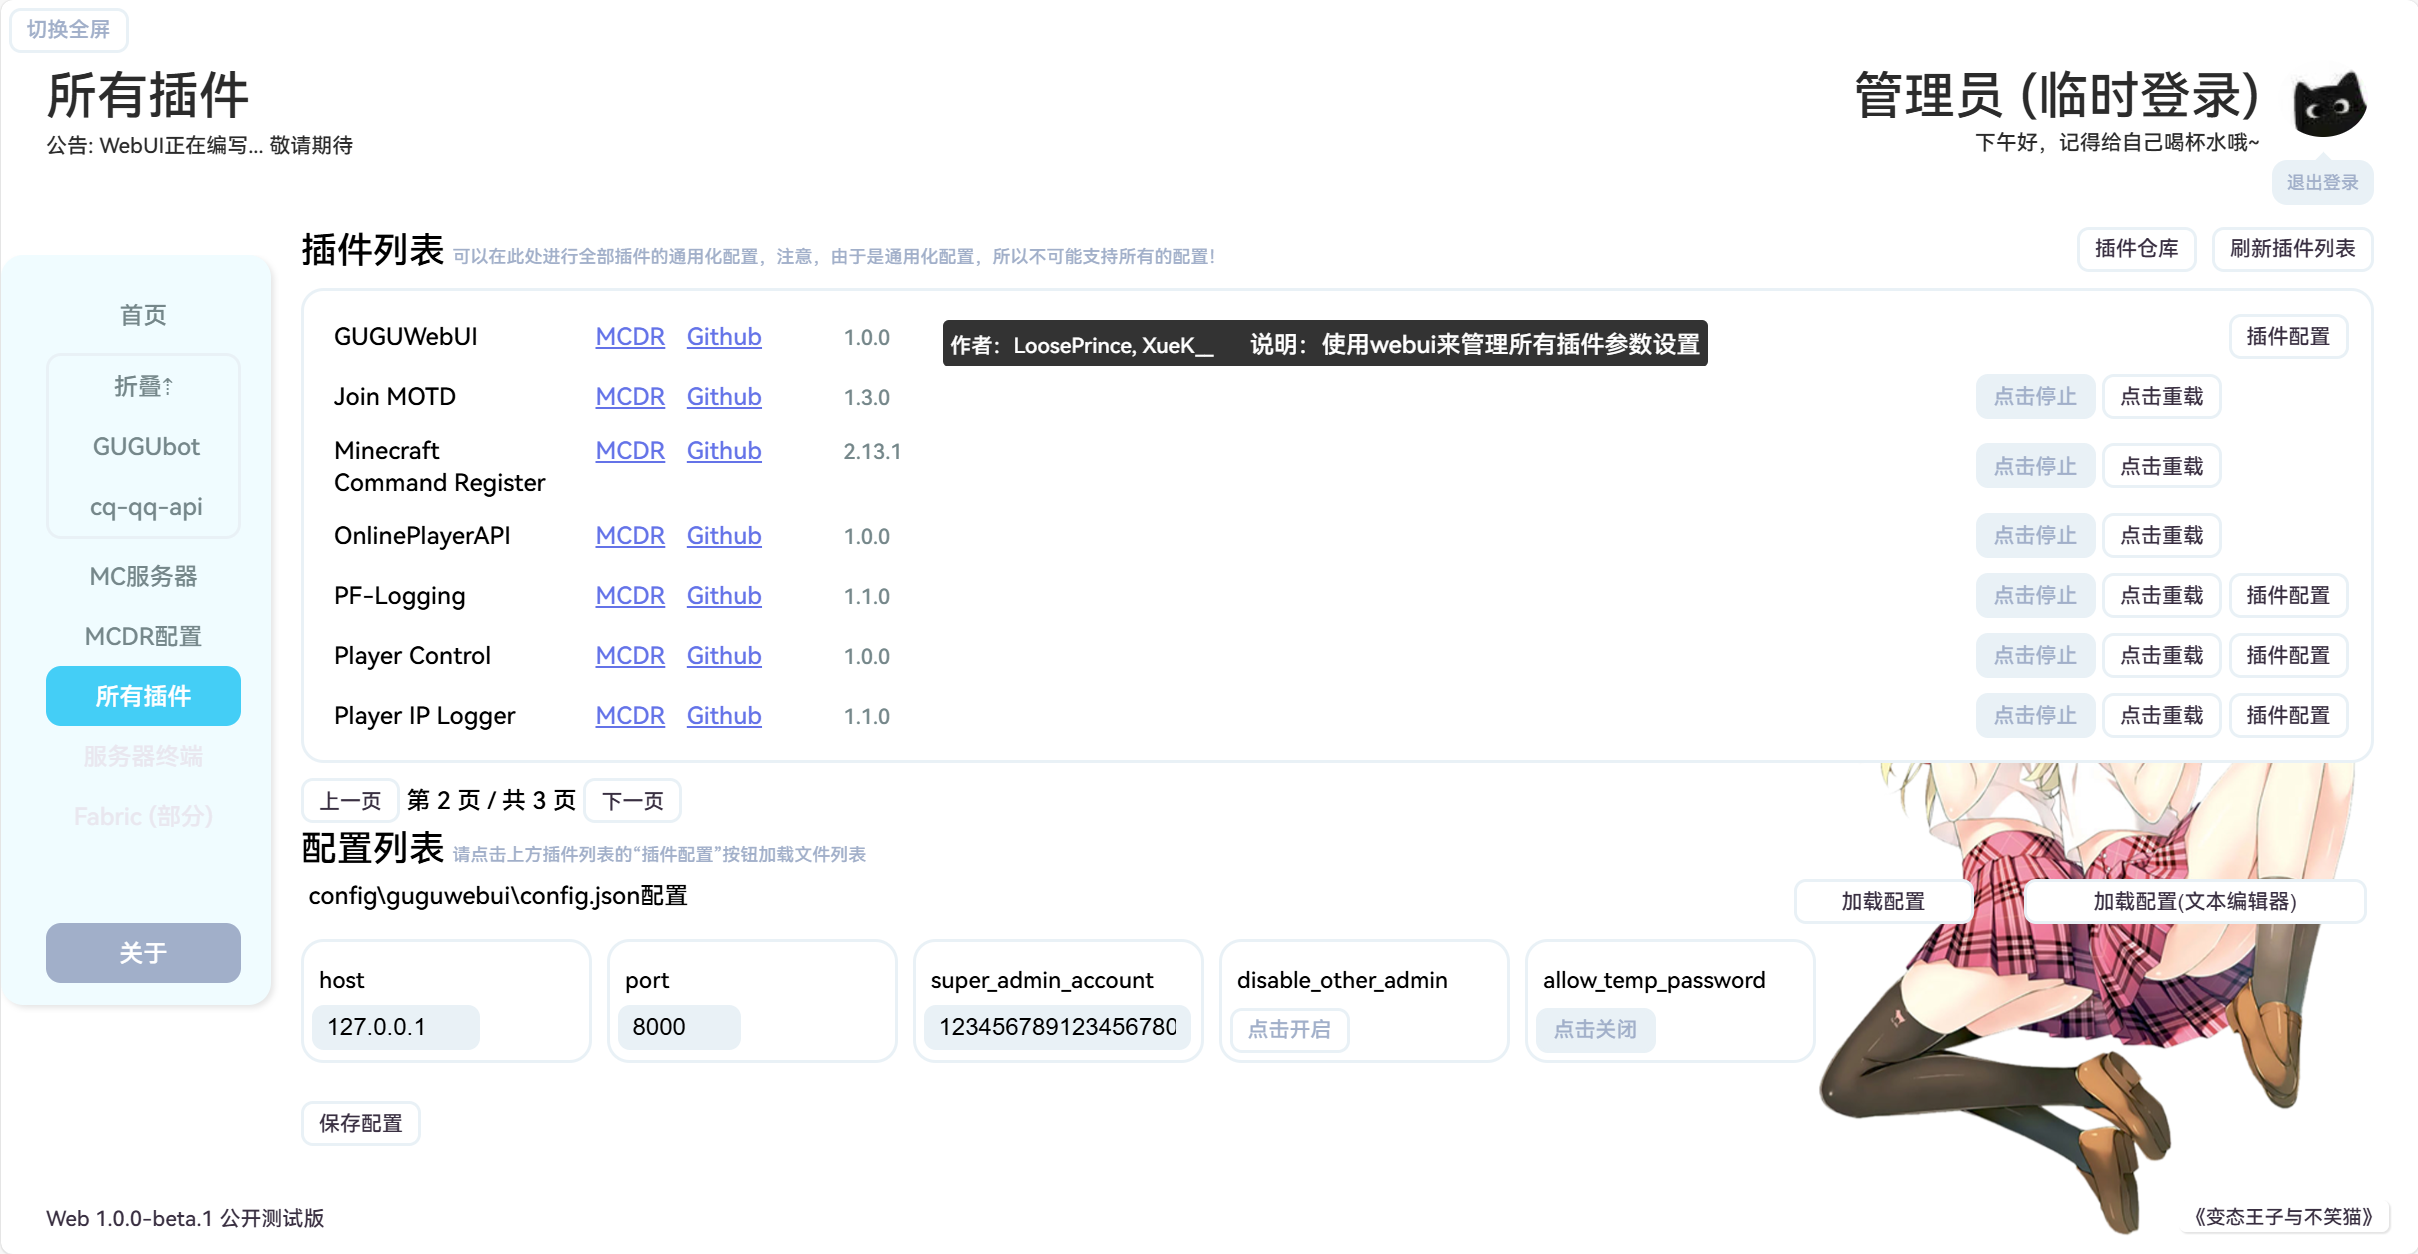 切换全屏
所有插件
公告: WebUI正在编写... 敬请期待
管理员 (临时登录)
下午好，记得给自己喝杯水哦~
退出登录
首页
折叠⇡
GUGUbot
cq-qq-api
MC服务器
MCDR配置
所有插件
服务器终端
Fabric (部分)
关于
插件列表 可以在此处进行全部插件的通用化配置，注意，由于是通用化配置，所以不可能支持所有的配置！
插件仓库 刷新插件列表
GUGUWebUI MCDR Github 1.0.0 作者：LoosePrince, XueK__ 说明：使用webui来管理所有插件参数设置 插件配置
Join MOTD MCDR Github 1.3.0 点击停止 点击重载
Minecraft MCDR Github 2.13.1 点击停止 点击重载
Command Register
OnlinePlayerAPI MCDR Github 1.0.0 点击停止 点击重载
PF-Logging MCDR Github 1.1.0 点击停止 点击重载 插件配置
Player Control MCDR Github 1.0.0 点击停止 点击重载 插件配置
Player IP Logger MCDR Github 1.1.0 点击停止 点击重载 插件配置
上一页 第 2 页 / 共 3 页 下一页
配置列表 请点击上方插件列表的“插件配置”按钮加载文件列表
config\guguwebui\config.json配置 加载配置 加载配置(文本编辑器)
host port super_admin_account disable_other_admin allow_temp_password
127.0.0.1 8000 123456789123456780 点击开启 点击关闭
保存配置
Web 1.0.0-beta.1 公开测试版
《变态王子与不笑猫》